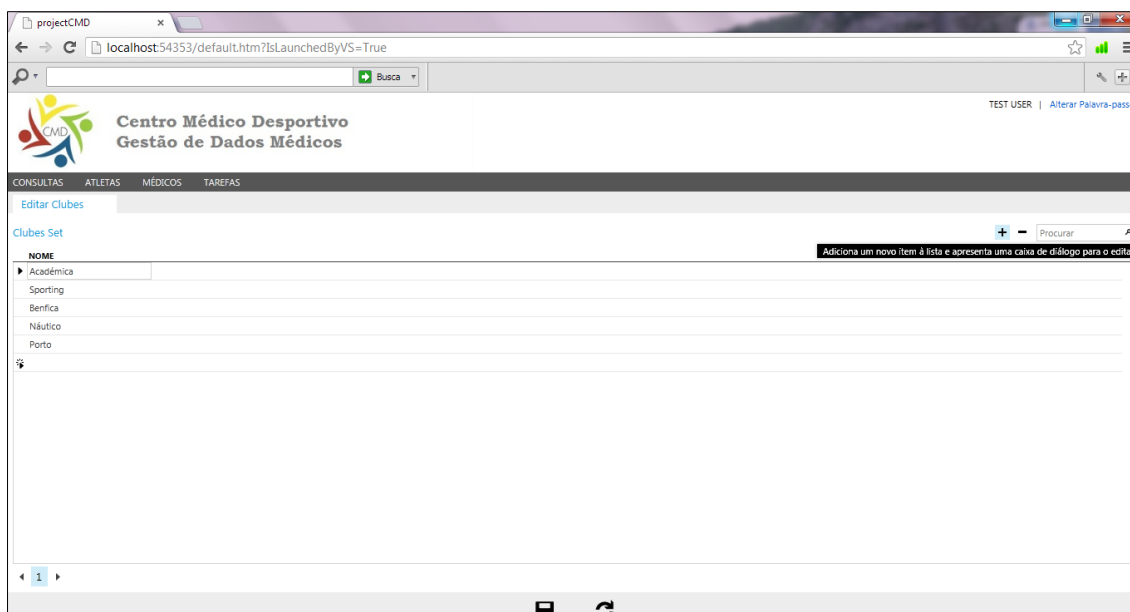 projectCMD
localhost:54353/default.htm?IsLaunchedByVS=True
Busca
TEST USER | Alterar Palavra-pass
CMD
Centro Médico Desportivo
Gestão de Dados Médicos
CONSULTAS ATLETAS MÉDICOS TAREFAS
Editar Clubes
Clubes Set
Procurar
Adiciona um novo item à lista e apresenta uma caixa de diálogo para o edita
NOME
Académica
Sporting
Benfica
Náutico
Porto
1